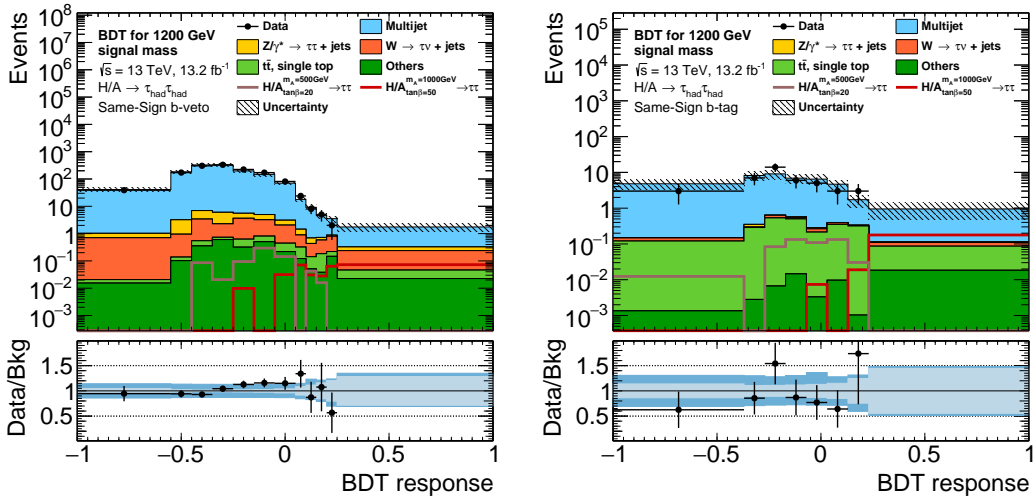 Events
10⁹
10⁸
10⁷
10⁶
10⁵
10⁴
10³
10²
10
1
10⁻¹
10⁻²
10⁻³
BDT for 1200 GeV
signal mass
√s = 13 TeV, 13.2 fb⁻¹
H/A → τhadτhad
Same-Sign b-veto
Data
Multijet
Z/γ* → ττ + jets
W → τν + jets
tt̄, single top
Others
H/A mA=500GeV tanβ=20 → ττ
H/A mA=1000GeV tanβ=50 → ττ
Uncertainty
Data/Bkg
1.5
1
0.5
−1
−0.5
0
0.5
1
BDT response
Events
10⁵
10⁴
10³
10²
10
1
10⁻¹
10⁻²
10⁻³
BDT for 1200 GeV
signal mass
√s = 13 TeV, 13.2 fb⁻¹
H/A → τhadτhad
Same-Sign b-tag
Data
Multijet
Z/γ* → ττ + jets
W → τν + jets
tt̄, single top
Others
H/A mA=500GeV tanβ=20 → ττ
H/A mA=1000GeV tanβ=50 → ττ
Uncertainty
Data/Bkg
1.5
1
0.5
−1
−0.5
0
0.5
1
BDT response